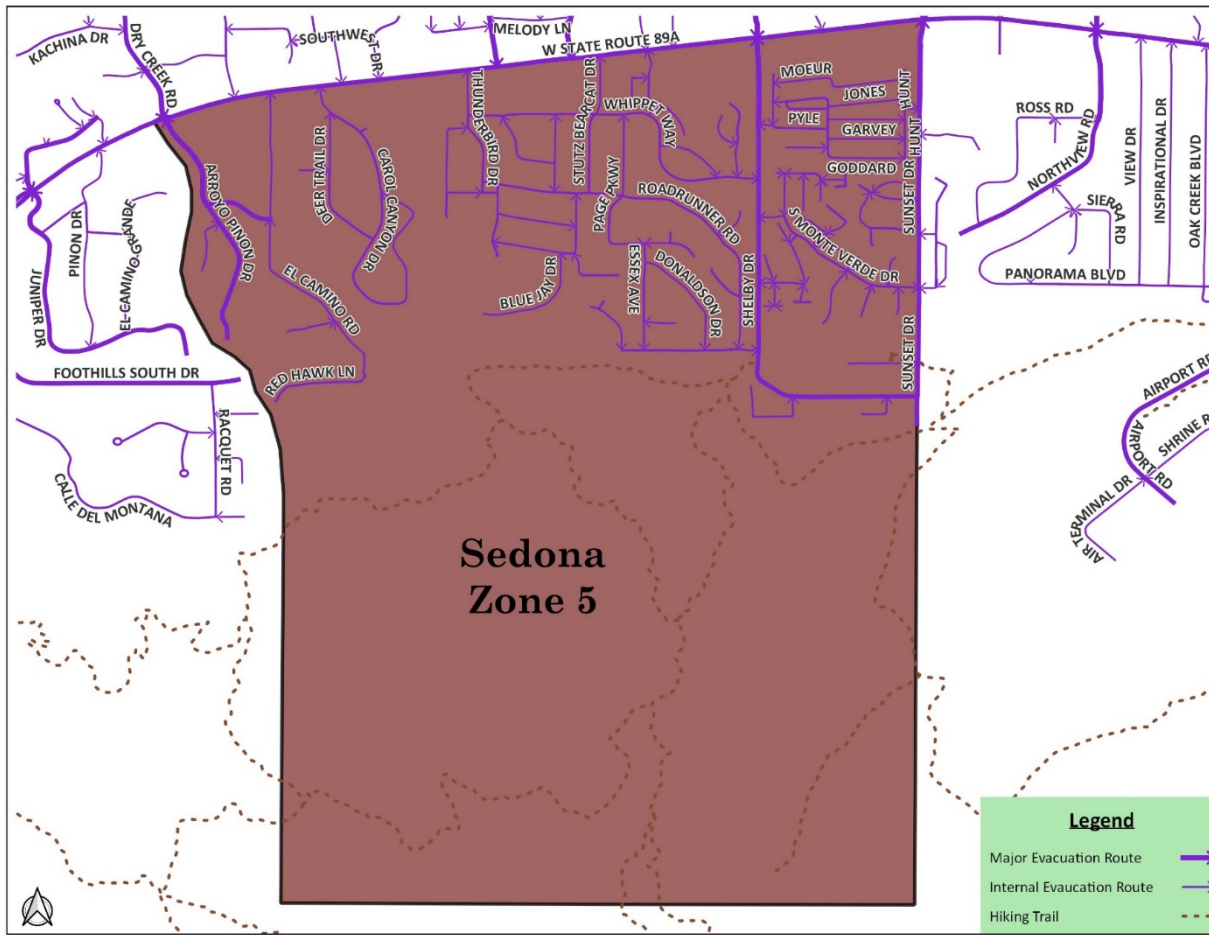 KACHINA DR
DRY CREEK RD
SOUTHWEST DR
MELODY LN
W STATE ROUTE 89A
THUNDERBIRD DR
STUTZ BEARCAT DR
WHIPPET WAY
MOEUR
JONES
HUNT
PYLE
GARVEY
HUNT
GODDARD
ROSS RD
NORTHVIEW RD
VIEW DR
INSPIRATIONAL DR
OAK CREEK BLVD
SIERRA RD
PANORAMA BLVD
ARROYO PINON DR
DEER TRAIL DR
CAROL CANYON DR
PAGE PKWY
ROADRUNNER RD
S MONTE VERDE DR
SUNSET DR
PINON DR
EL CAMINO GRANDE
JUNIPER DR
EL CAMINO RD
BLUE JAY DR
ESSEX AVE
DONALDSON DR
SHELBY DR
SUNSET DR
FOOTHILLS SOUTH DR
RED HAWK LN
RACQUET RD
CALLE DEL MONTANA
AIRPORT RD
AIRPORT RD
SHRINE R
AIR TERMINAL DR
Sedona
Zone 5
Legend
Major Evacuation Route
Internal Evaucation Route
Hiking Trail